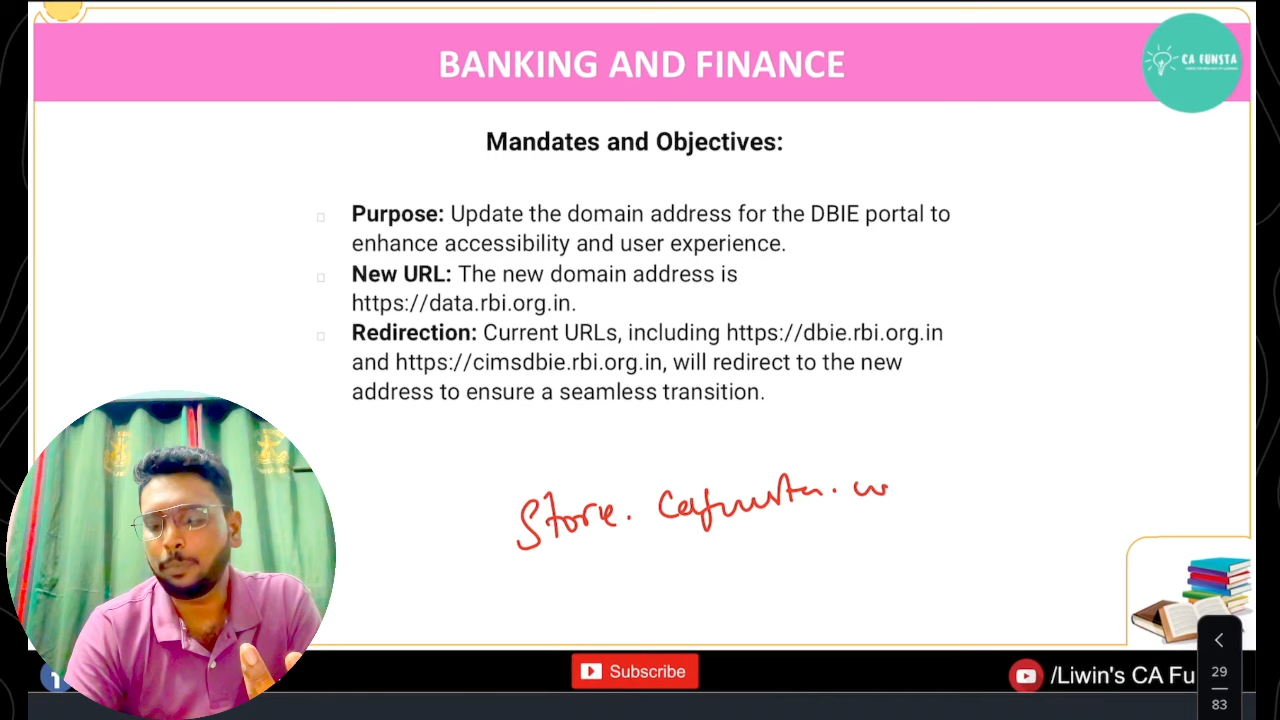 BANKING AND FINANCE
CA FUNSTA
Mandates and Objectives:
Purpose: Update the domain address for the DBIE portal to
enhance accessibility and user experience.
New URL: The new domain address is
https://data.rbi.org.in.
Redirection: Current URLs, including https://dbie.rbi.org.in
and https://cimsdbie.rbi.org.in, will redirect to the new
address to ensure a seamless transition.
Store. Cafunsta.
Subscribe
/Liwin's CA Fu
29
83